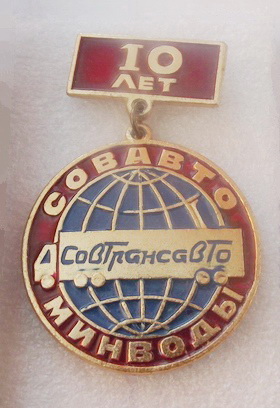 10
ЛЕТ
СОВАВТО
СовТрансавто
МИНВОДЫ